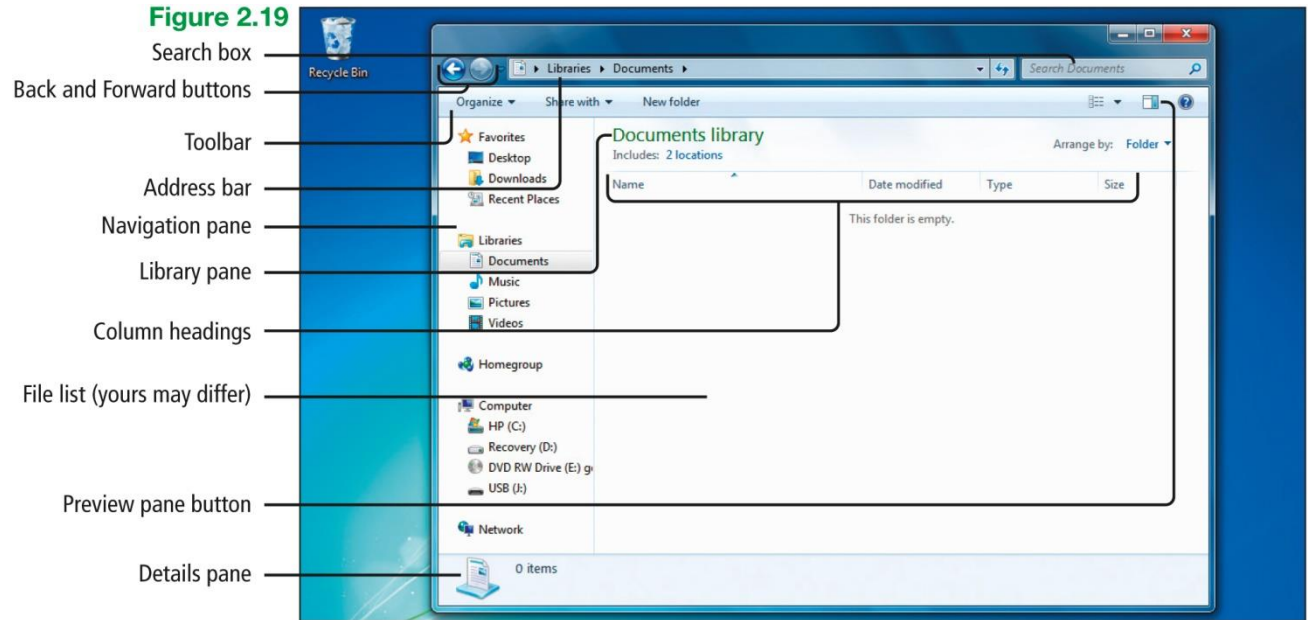 Figure 2.19
Search box
Back and Forward buttons
Toolbar
Address bar
Navigation pane
Library pane
Column headings
File list (yours may differ)
Preview pane button
Details pane
Recycle Bin
Libraries Documents
Search Documents
Organize Share with New folder
Favorites
Desktop
Downloads
Recent Places
Libraries
Documents
Music
Pictures
Videos
Homegroup
Computer
HP (C:)
Recovery (D:)
DVD RW Drive (E:) g
USB (J:)
Network
Documents library
Includes: 2 locations
Arrange by: Folder
Name Date modified Type Size
This folder is empty.
0 items